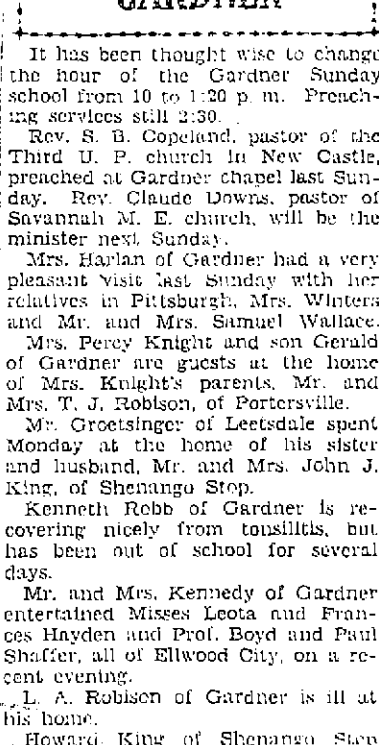 GARDNER
It has been thought wise to change
the hour of the Gardner Sunday
school from 10 to 1:20 p. m. Preach-
ing services still 2:30.
Rev. S. B. Copeland, pastor of the
Third U. P. church in New Castle,
preached at Gardner chapel last Sun-
day. Rev. Claude Downs, pastor of
Savannah M. E. church, will be the
minister next Sunday.
Mrs. Harlan of Gardner had a very
pleasant visit last Sunday with her
relatives in Pittsburgh, Mrs. Winters
and Mr. and Mrs. Samuel Wallace.
Mrs. Percy Knight and son Gerald
of Gardner are guests at the home
of Mrs. Knight's parents, Mr. and
Mrs. T. J. Robison, of Portersville.
Mr. Groetsinger of Leetsdale spent
Monday at the home of his sister
and husband, Mr. and Mrs. John J.
King, of Shenango Stop.
Kenneth Robb of Gardner is re-
covering nicely from tonsilitis, but
has been out of school for several
days.
Mr. and Mrs. Kennedy of Gardner
entertained Misses Leota and Fran-
ces Hayden and Prof. Boyd and Paul
Shaffer, all of Ellwood City, on a re-
cent evening.
L. A. Robison of Gardner is ill at
his home.
Howard King of Shenango Stop